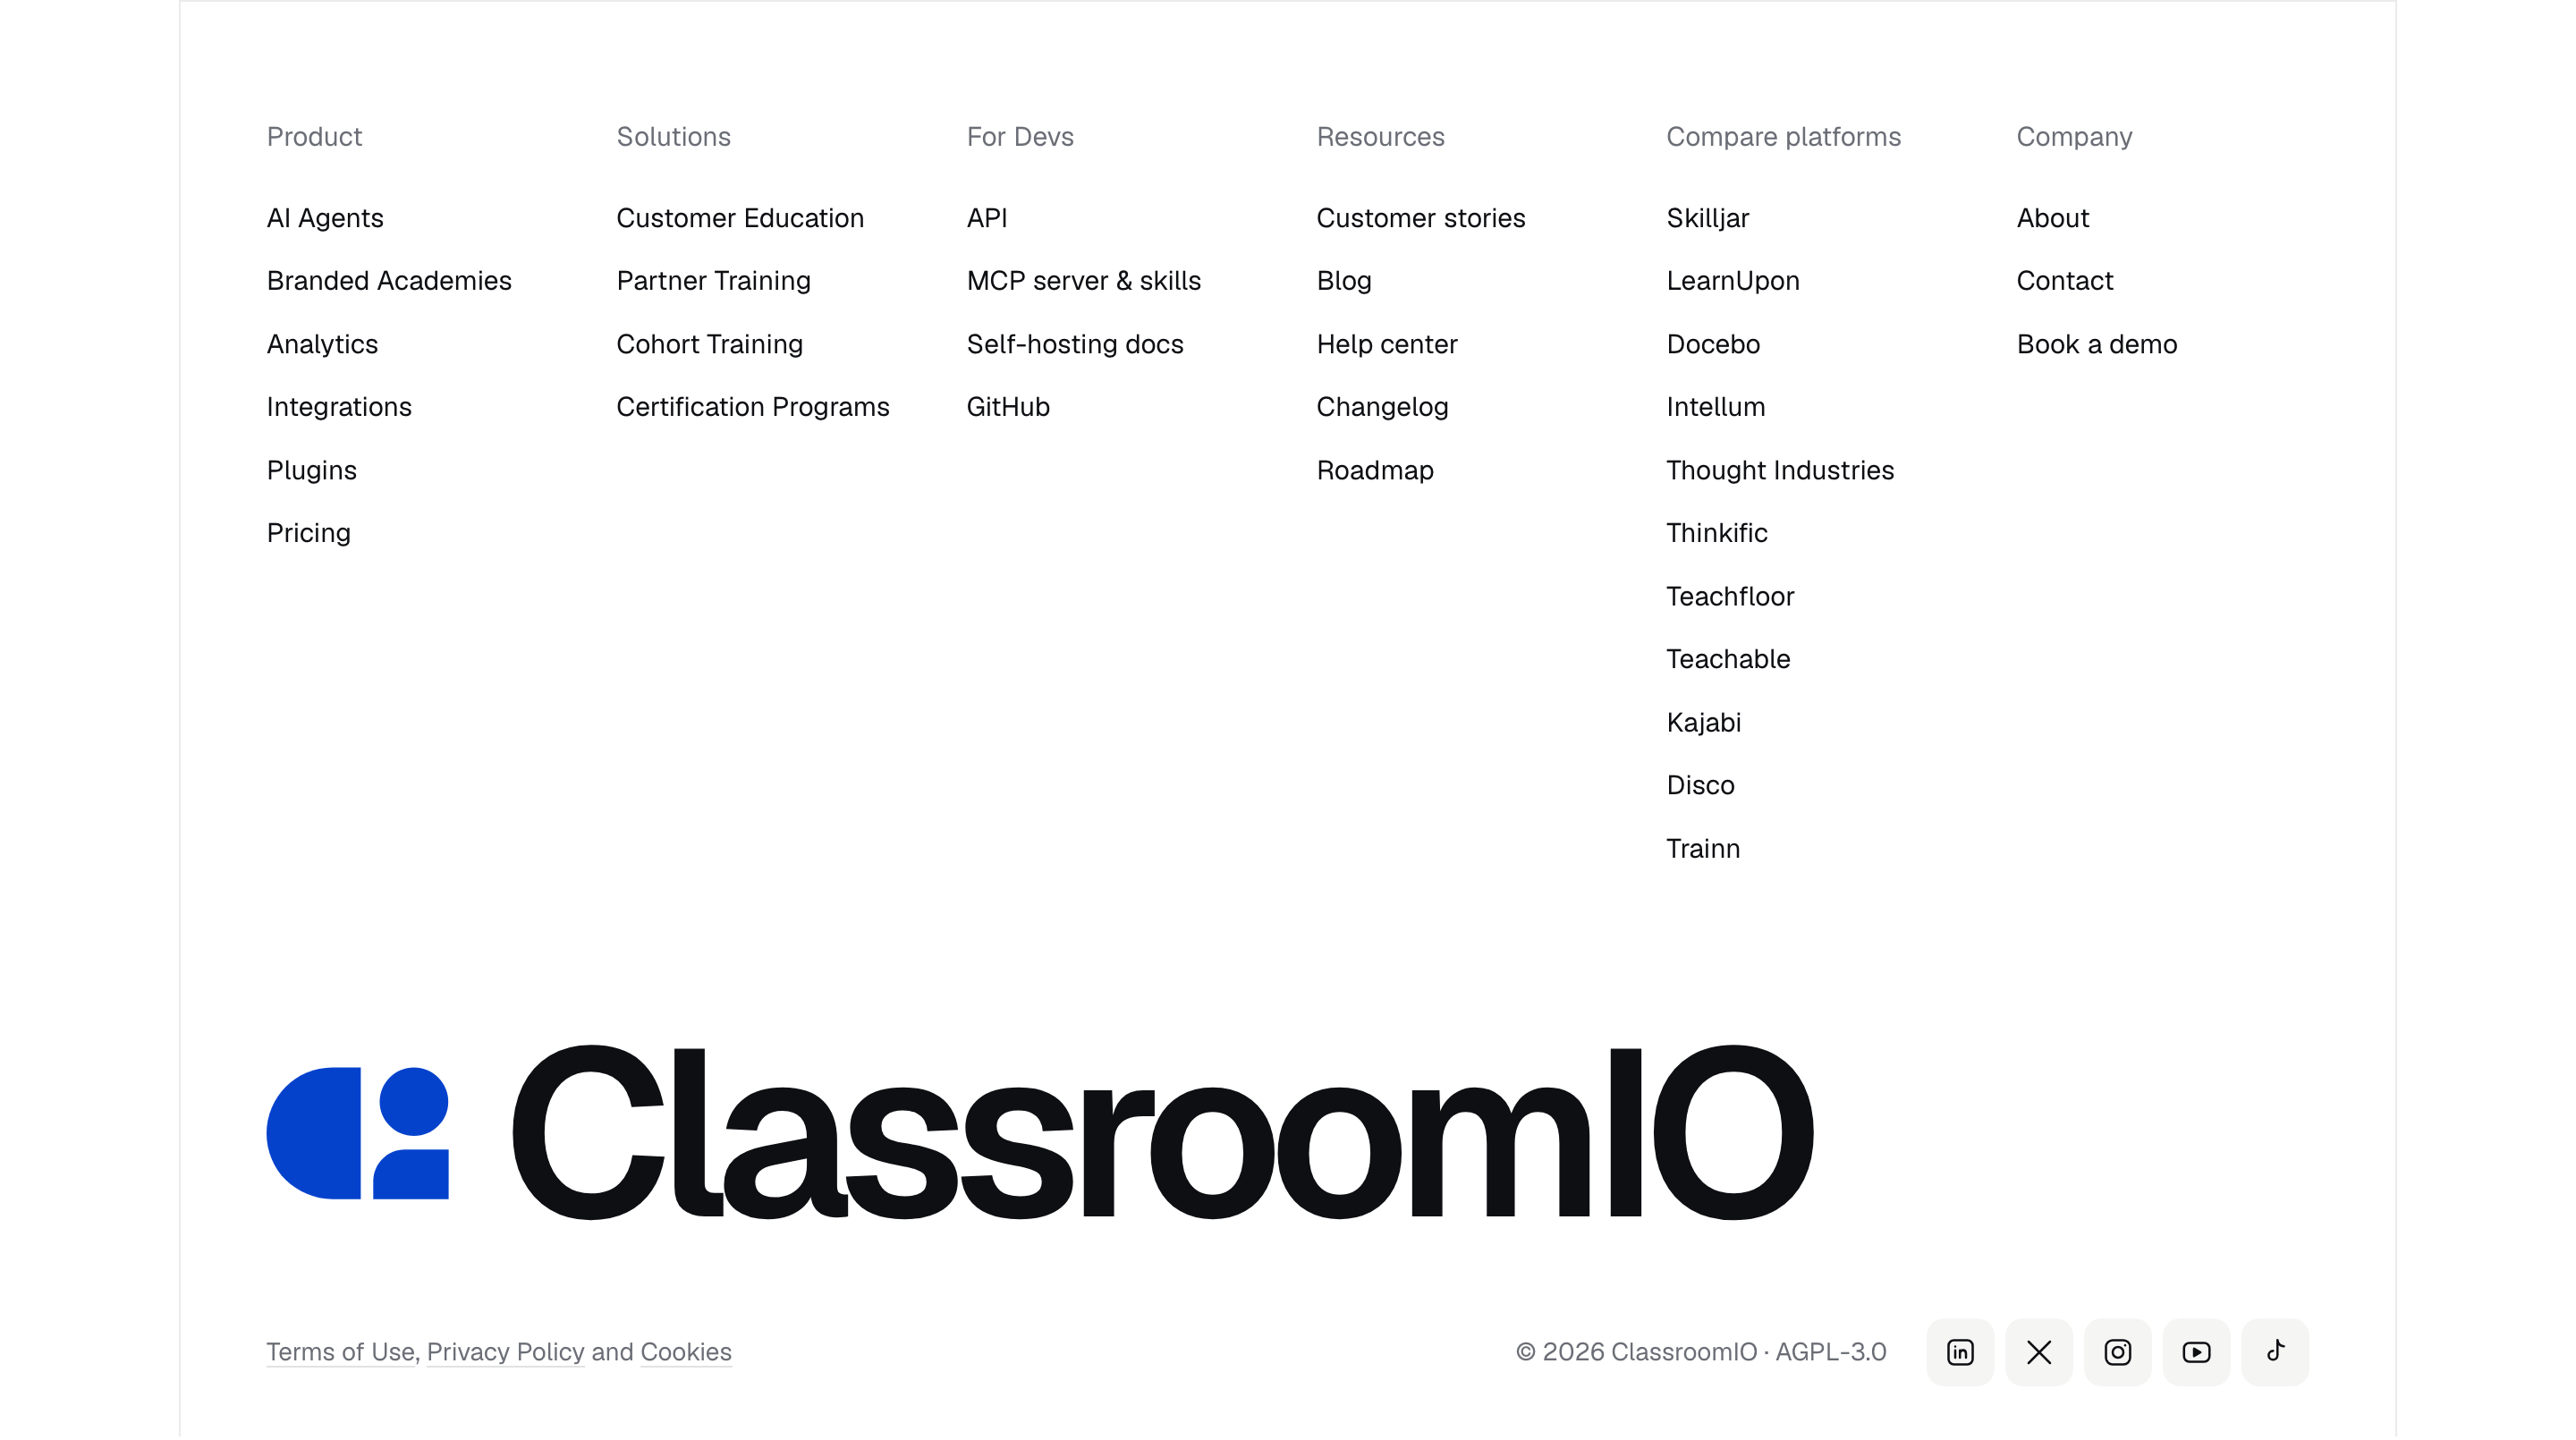 Product
AI Agents
Branded Academies
Analytics
Integrations
Plugins
Pricing
Solutions
Customer Education
Partner Training
Cohort Training
Certification Programs
For Devs
API
MCP server & skills
Self-hosting docs
GitHub
Resources
Customer stories
Blog
Help center
Changelog
Roadmap
Compare platforms
Skilljar
LearnUpon
Docebo
Intellum
Thought Industries
Thinkific
Teachfloor
Teachable
Kajabi
Disco
Trainn
Company
About
Contact
Book a demo
ClassroomIO
Terms of Use, Privacy Policy and Cookies
© 2026 ClassroomIO · AGPL-3.0